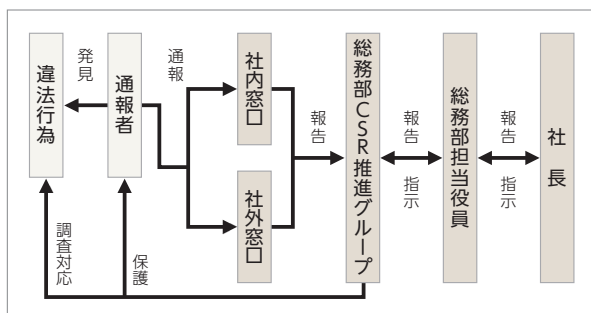 違法行為
発見
通報者
通報
社内窓口
社外窓口
報告
総務部CSR推進グループ
報告
指示
総務部担当役員
報告
指示
社長
調査対応
保護